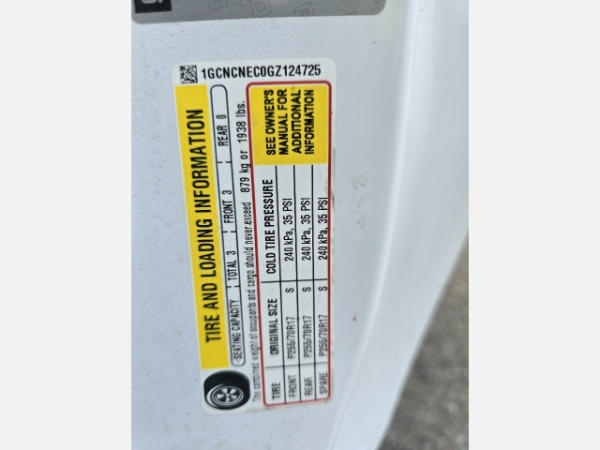 1GCNCNEC0GZ124725
TIRE AND LOADING INFORMATION
SEATING CAPACITY TOTAL 3 FRONT 3 REAR 0
The combined weight of occupants and cargo should never exceed 879 kg or 1938 lbs.
TIRE ORIGINAL SIZE COLD TIRE PRESSURE
FRONT P255/70R17 S 240 kPa, 35 PSI
REAR P255/70R17 S 240 kPa, 35 PSI
SPARE P255/70R17 S 240 kPa, 35 PSI
SEE OWNER'S
MANUAL FOR
ADDITIONAL
INFORMATION